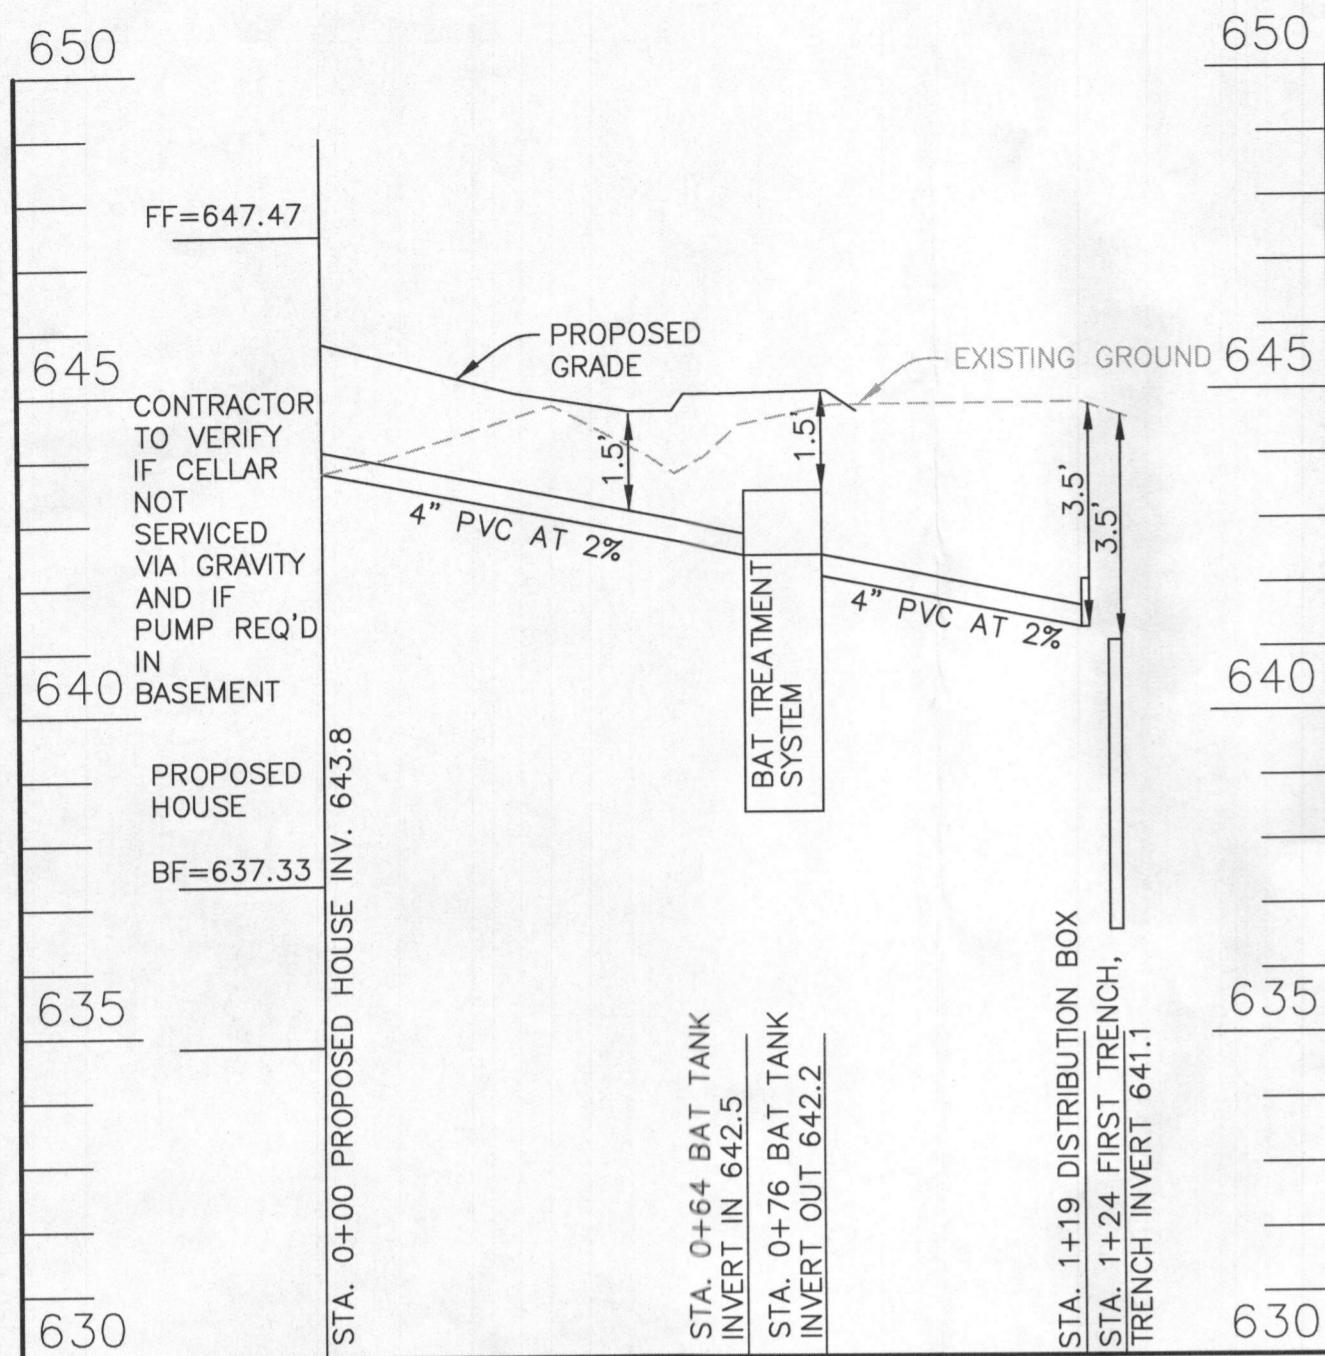 650
650
FF=647.47
PROPOSED
GRADE
EXISTING GROUND
645
645
CONTRACTOR
TO VERIFY
IF CELLAR
NOT
SERVICED
VIA GRAVITY
AND IF
PUMP REQ'D
IN
BASEMENT
1.5'
1.5'
3.5'
3.5'
4" PVC AT 2%
4" PVC AT 2%
BAT TREATMENT
SYSTEM
640
640
PROPOSED
HOUSE
BF=637.33
STA. 0+00 PROPOSED HOUSE INV. 643.8
635
635
STA. 0+64 BAT TANK
INVERT IN 642.5
STA. 0+76 BAT TANK
INVERT OUT 642.2
STA. 1+19 DISTRIBUTION BOX
STA. 1+24 FIRST TRENCH,
TRENCH INVERT 641.1
630
630